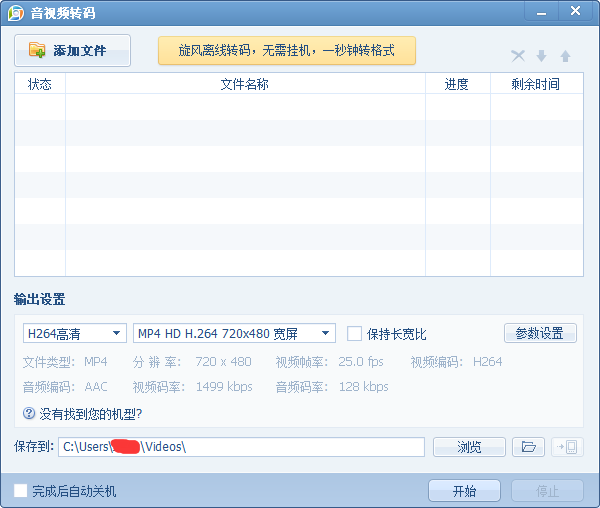 音视频转码
添加文件
旋风离线转码，无需挂机，一秒钟转格式
状态 文件名称 进度 剩余时间
输出设置
H264高清 MP4 HD H.264 720x480 宽屏 保持长宽比 参数设置
文件类型: MP4 分 辨 率: 720 x 480 视频帧率: 25.0 fps 视频编码: H264
音频编码: AAC 视频码率: 1499 kbps 音频码率: 128 kbps
没有找到您的机型?
保存到: C:\Users\ \Videos\ 浏览
完成后自动关机 开始 停止